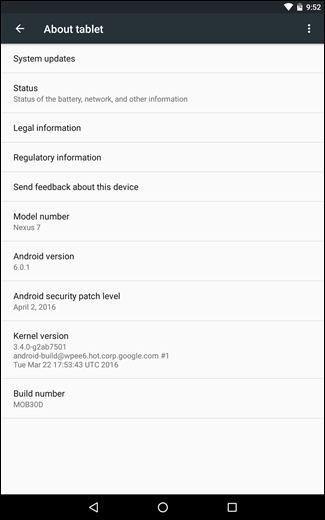 9:52
About tablet
System updates
Status
Status of the battery, network, and other information
Legal information
Regulatory information
Send feedback about this device
Model number
Nexus 7
Android version
6.0.1
Android security patch level
April 2, 2016
Kernel version
3.4.0-g2ab7501
android-build@wpee6.hot.corp.google.com #1
Tue Mar 22 17:53:43 UTC 2016
Build number
MOB30D